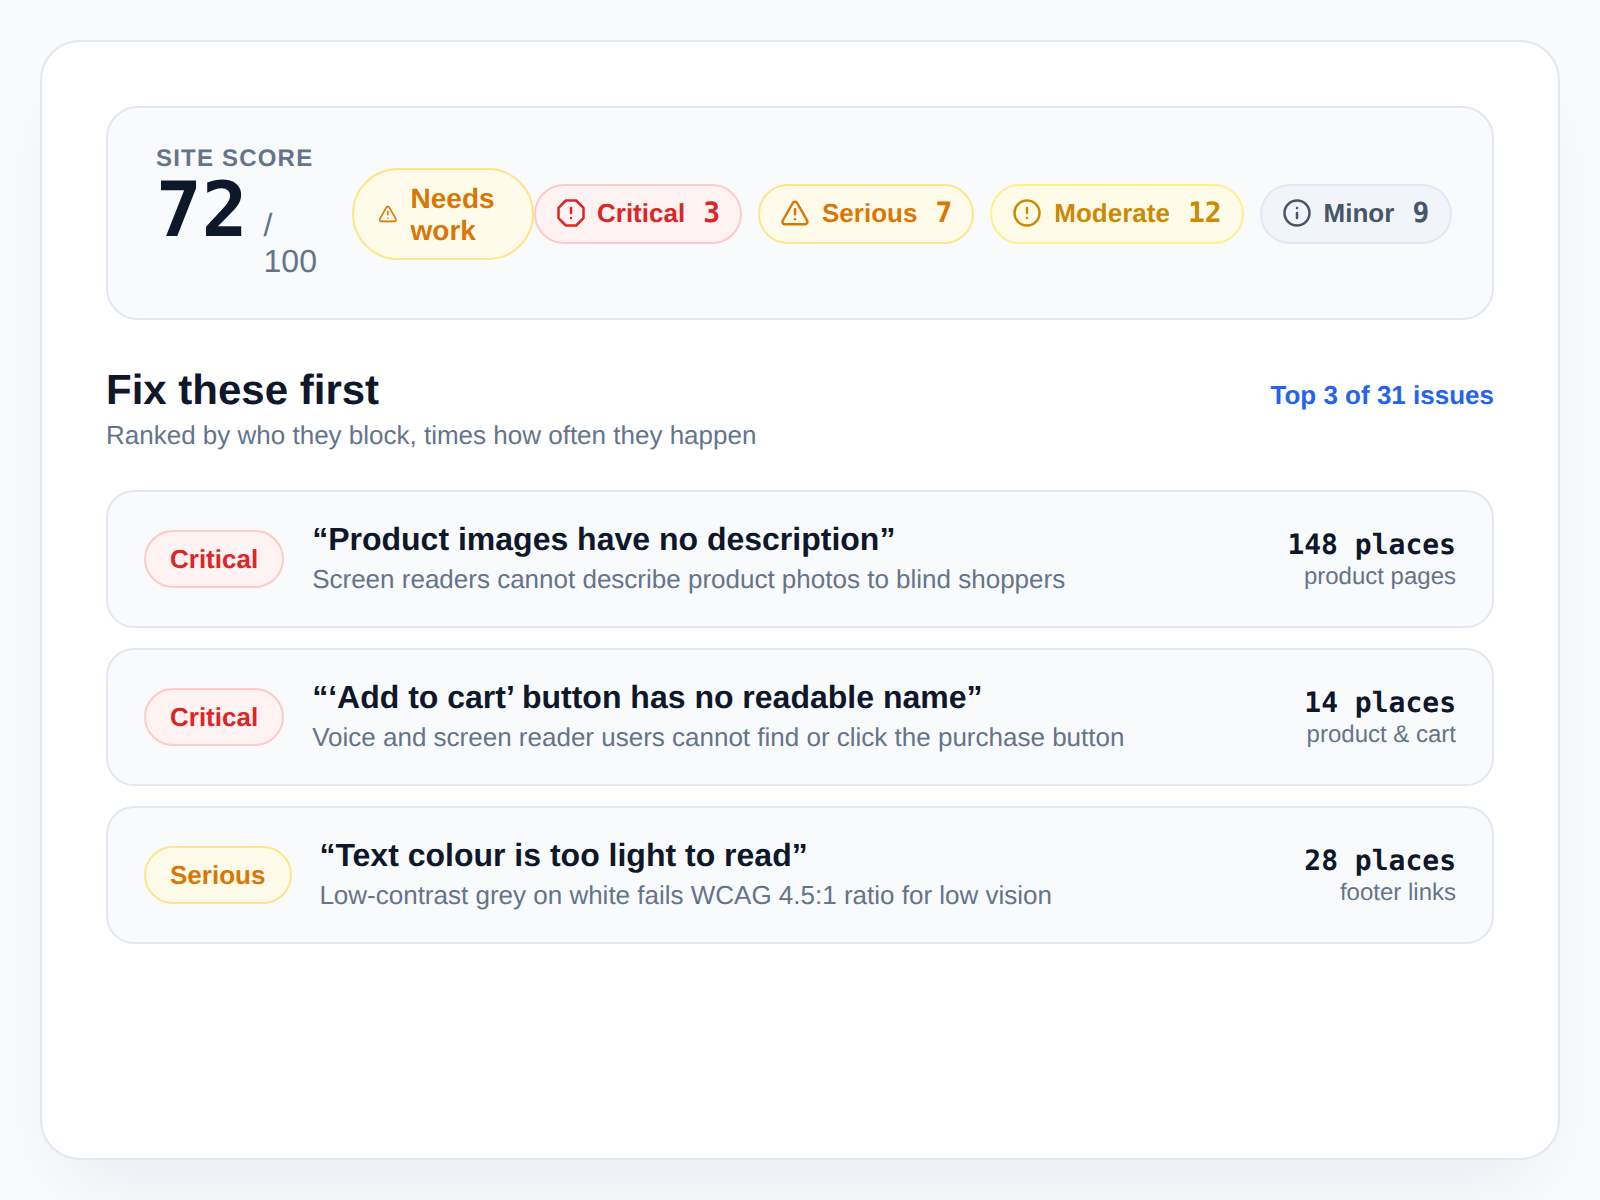 SITE SCORE
72 /
100
Needs
work
Critical 3
Serious 7
Moderate 12
Minor 9
Fix these first
Top 3 of 31 issues
Ranked by who they block, times how often they happen
Critical
“Product images have no description”
Screen readers cannot describe product photos to blind shoppers
148 places
product pages
Critical
“‘Add to cart’ button has no readable name”
Voice and screen reader users cannot find or click the purchase button
14 places
product & cart
Serious
“Text colour is too light to read”
Low-contrast grey on white fails WCAG 4.5:1 ratio for low vision
28 places
footer links